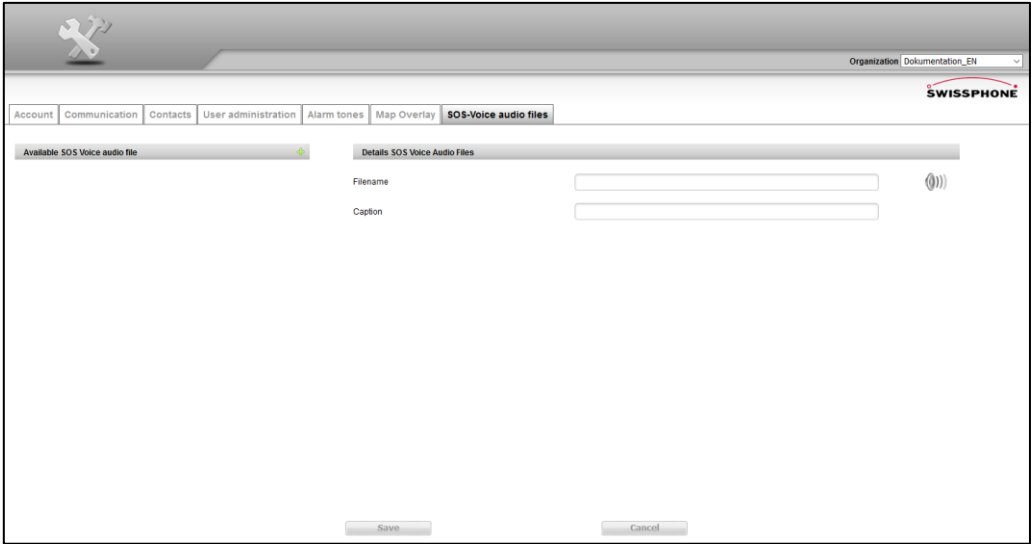 Organization Dokumentation_EN
SWISSPHONE
Account Communication Contacts User administration Alarm tones Map Overlay SOS-Voice audio files
Available SOS Voice audio file Details SOS Voice Audio Files
Filename
Caption
Save Cancel